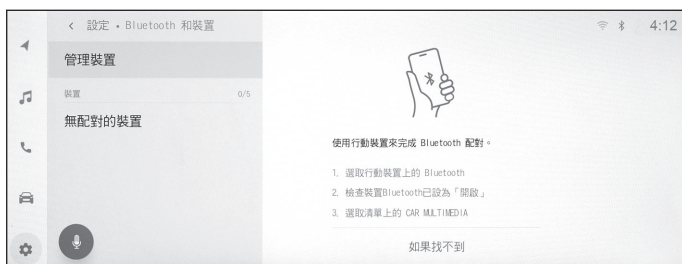 < 設定 • Bluetooth 和裝置
4:12
管理裝置
裝置 0/5
無配對的裝置
使用行動裝置來完成 Bluetooth 配對。
1. 選取行動裝置上的 Bluetooth
2. 檢查裝置Bluetooth已設為「開啟」
3. 選取清單上的 CAR MULTIMEDIA
如果找不到